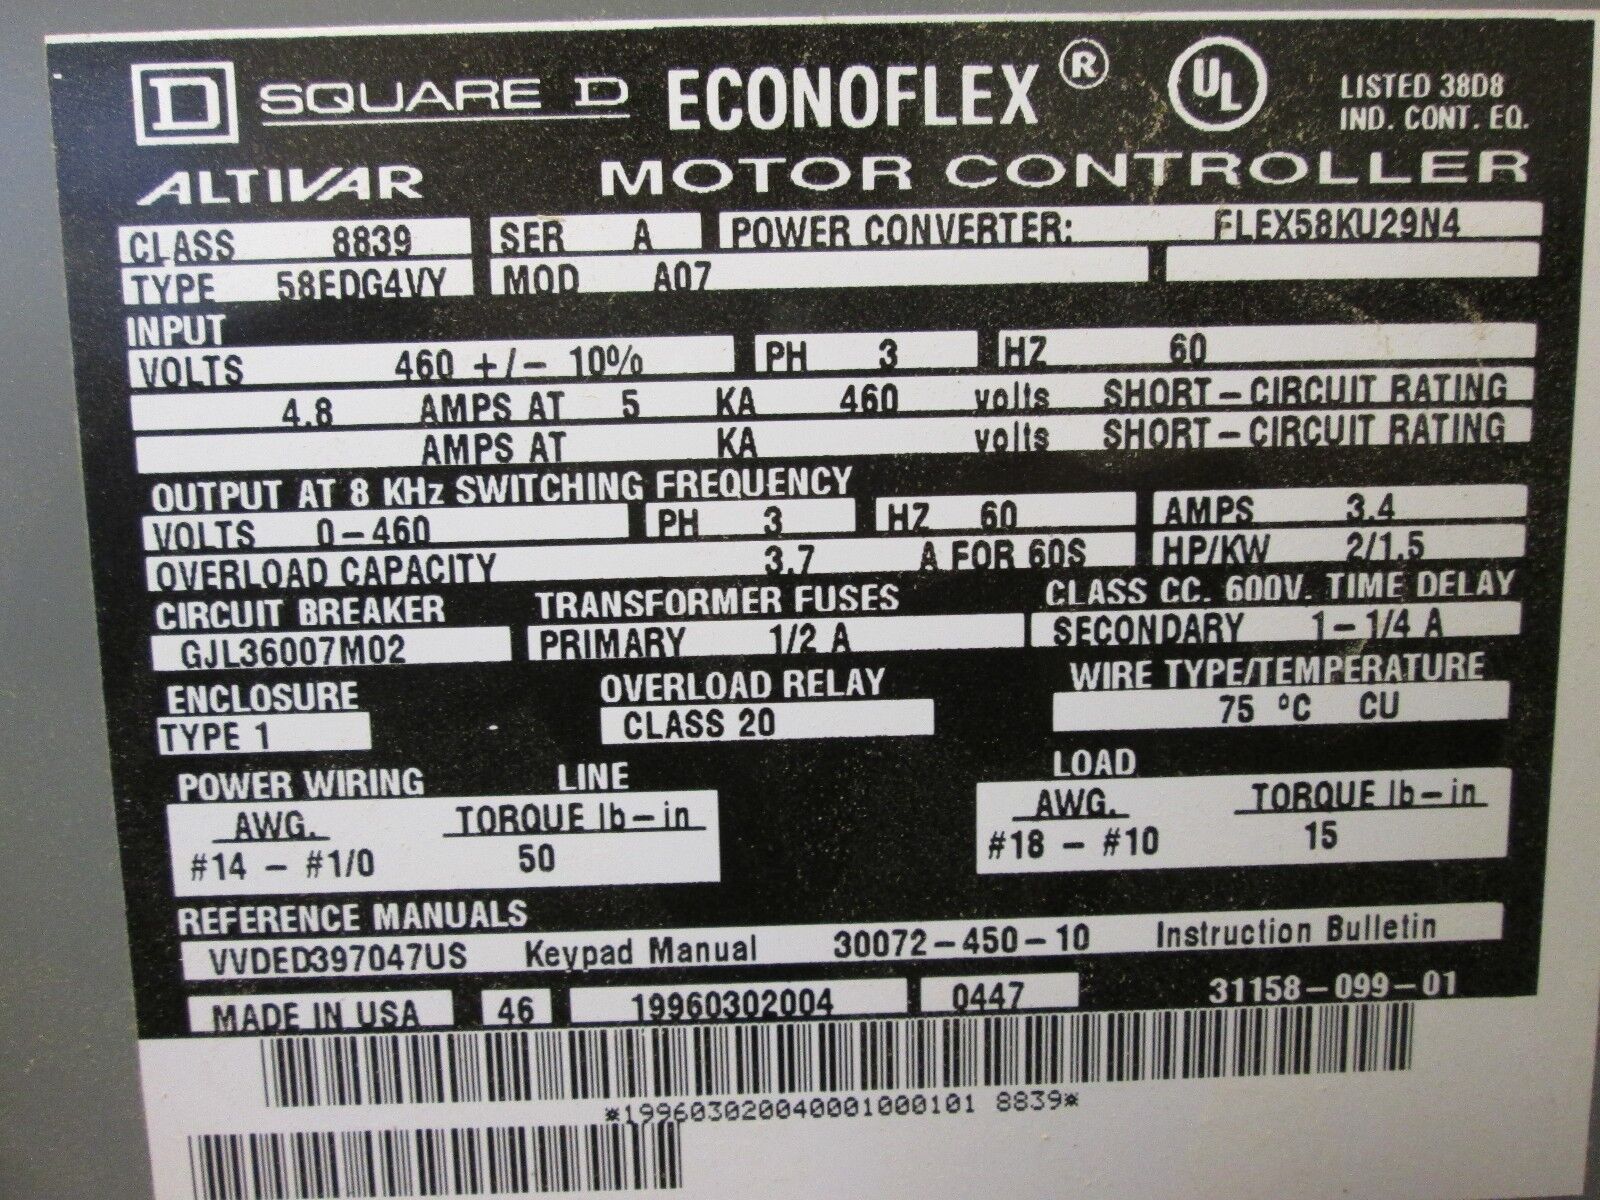 D SQUARE D ECONOFLEX ® UL LISTED 38D8
IND. CONT. EQ.
ALTIVAR MOTOR CONTROLLER
CLASS 8839 SER A POWER CONVERTER: FLEX58KU29N4
TYPE 58EDG4VY MOD A07
INPUT
VOLTS 460 +/- 10% PH 3 HZ 60
4.8 AMPS AT 5 KA 460 volts SHORT-CIRCUIT RATING
AMPS AT KA volts SHORT-CIRCUIT RATING
OUTPUT AT 8 KHz SWITCHING FREQUENCY
VOLTS 0-460 PH 3 HZ 60 AMPS 3.4
OVERLOAD CAPACITY 3.7 A FOR 60S HP/KW 2/1.5
CIRCUIT BREAKER TRANSFORMER FUSES CLASS CC. 600V. TIME DELAY
GJL36007M02 PRIMARY 1/2 A SECONDARY 1-1/4 A
ENCLOSURE OVERLOAD RELAY WIRE TYPE/TEMPERATURE
TYPE 1 CLASS 20 75 °C CU
POWER WIRING LINE LOAD
AWG. TORQUE lb-in AWG. TORQUE lb-in
#14 - #1/0 50 #18 - #10 15
REFERENCE MANUALS
VVDED397047US Keypad Manual 30072-450-10 Instruction Bulletin
MADE IN USA 46 19960302004 0447 31158-099-01
*199603020040001000101 8839*